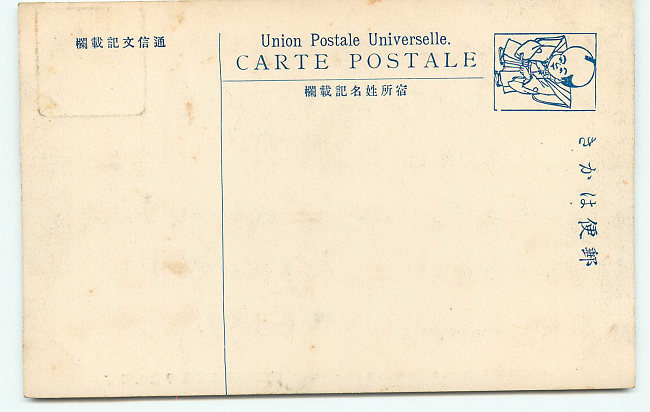 通信文記載欄
Union Postale Universelle.
CARTE POSTALE
宿所姓名記載欄
郵便はかき